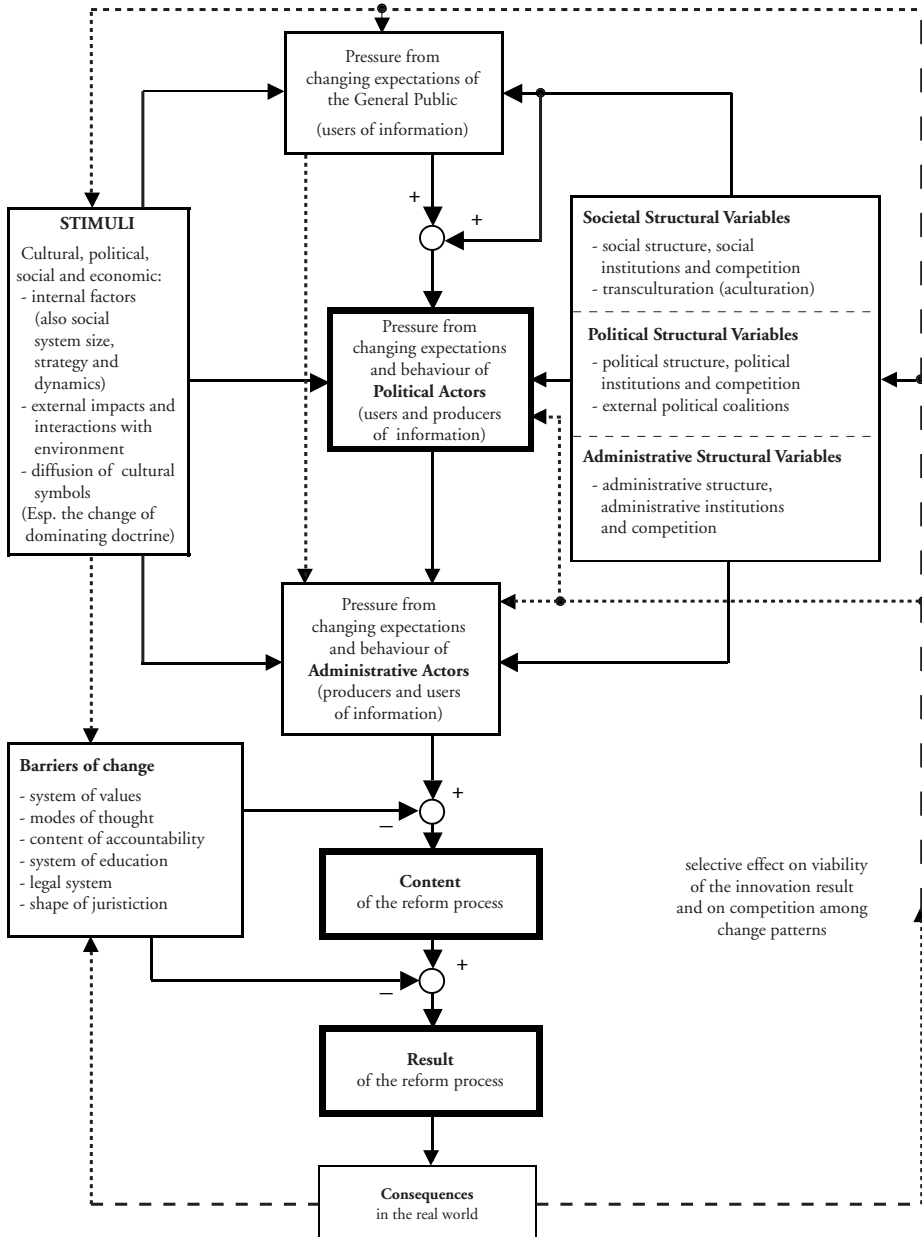 Pressure from
changing expectations of
the General Public
(users of information)
+
+
STIMULI
Cultural, political,
social and economic:
- internal factors
(also social
system size,
strategy and
dynamics)
- external impacts and
interactions with
environment
- diffusion of cultural
symbols
(Esp. the change of
dominating doctrine)
Societal Structural Variables
- social structure, social
institutions and competition
- transculturation (aculturation)
Political Structural Variables
- political structure, political
institutions and competition
- external political coalitions
Administrative Structural Variables
- administrative structure,
administrative institutions
and competition
Pressure from
changing expectations
and behaviour of
Political Actors
(users and producers
of information)
Pressure from
changing expectations
and behaviour of
Administrative Actors
(producers and users
of information)
Barriers of change
- system of values
- modes of thought
- content of accountability
- system of education
- legal system
- shape of juristiction
+
–
Content
of the reform process
selective effect on viability
of the innovation result
and on competition among
change patterns
+
–
Result
of the reform process
Consequences
in the real world